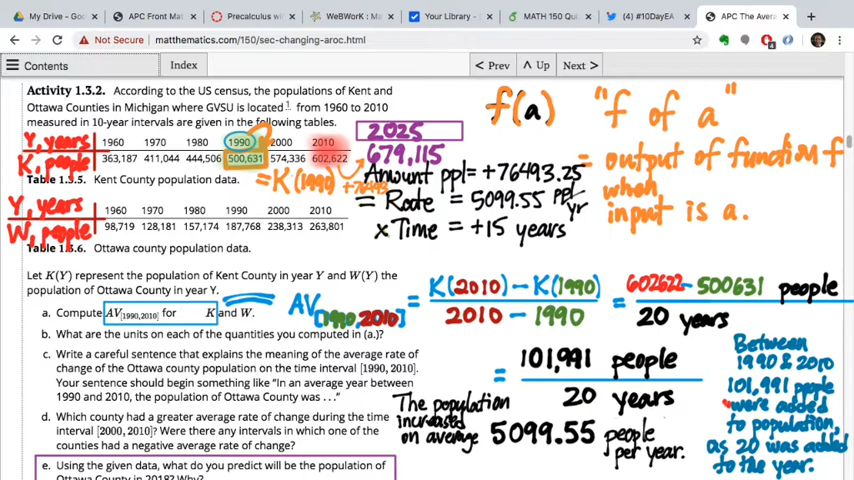 My Drive - G
APC Front Mat
Precalculus w
WeBWorK : Ma
Your Library -
MATH 150 Qui
(4) #10DayEA
APC The Avera
Not Secure | matthematics.com/150/sec-changing-aroc.html
Contents
Index
< Prev
Up
Next >
Activity 1.3.2. According to the US census, the populations of Kent and
Ottawa Counties in Michigan where GVSU is located 1 from 1960 to 2010
measured in 10-year intervals are given in the following tables.
Y, years 1960 1970 1980 1990 2000 2010
K, people 363,187 411,044 444,506 500,631 574,336 602,622
Table 1.3.5. Kent County population data.
= K(1990)
+76493
Y, years 1960 1970 1980 1990 2000 2010
W, people 98,719 128,181 157,174 187,768 238,313 263,801
Table 1.3.6. Ottawa county population data.
2025
679,115
Amount ppl = +76493.25
= Rate = 5099.55 ppl/yr
x Time = +15 years
f(a) "f of a"
= output of function f
when
input is a.
Let K(Y) represent the population of Kent County in year Y and W(Y) the
population of Ottawa County in year Y.
a. Compute AV[1990,2010] for K and W.
b. What are the units on each of the quantities you computed in (a.)?
c. Write a careful sentence that explains the meaning of the average rate of
change of the Ottawa county population on the time interval [1990, 2010].
Your sentence should begin something like "In an average year between
1990 and 2010, the population of Ottawa County was ..."
d. Which county had a greater average rate of change during the time
interval [2000, 2010]? Were there any intervals in which one of the
counties had a negative average rate of change?
e. Using the given data, what do you predict will be the population of
Ottawa County in 2018? Why?
AV[1990,2010] = K(2010) - K(1990) / 2010 - 1990 = 602622 - 500631 people / 20 years
= 101,991 people / 20 years
The population
increased
on average 5099.55 people per year.
Between
1990 & 2010
101,991 people
were added
to population,
as 20 was added
to the year.